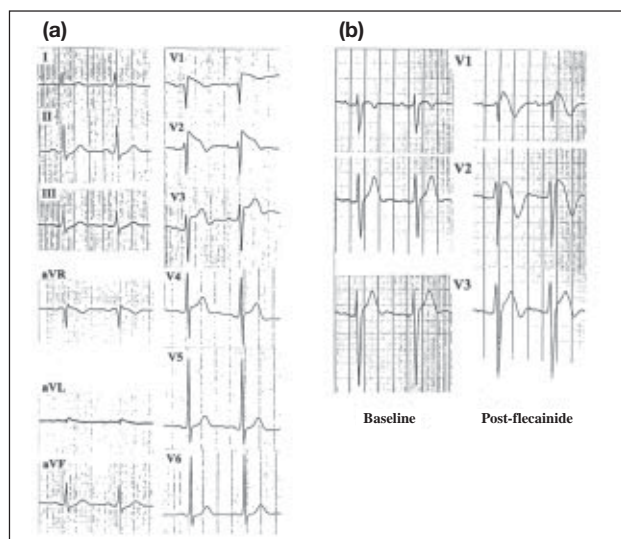 (a)
(b)
I
II
III
aVR
aVL
aVF
V1
V2
V3
V4
V5
V6
V1
V2
V3
Baseline
Post-flecainide